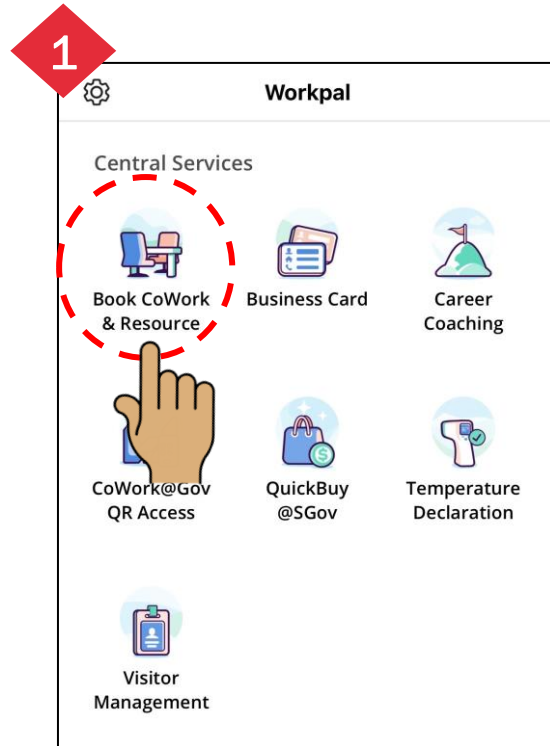 1
Workpal
Central Services
Book CoWork
& Resource
Business Card
Career
Coaching
CoWork@Gov
QR Access
QuickBuy
@SGov
Temperature
Declaration
Visitor
Management